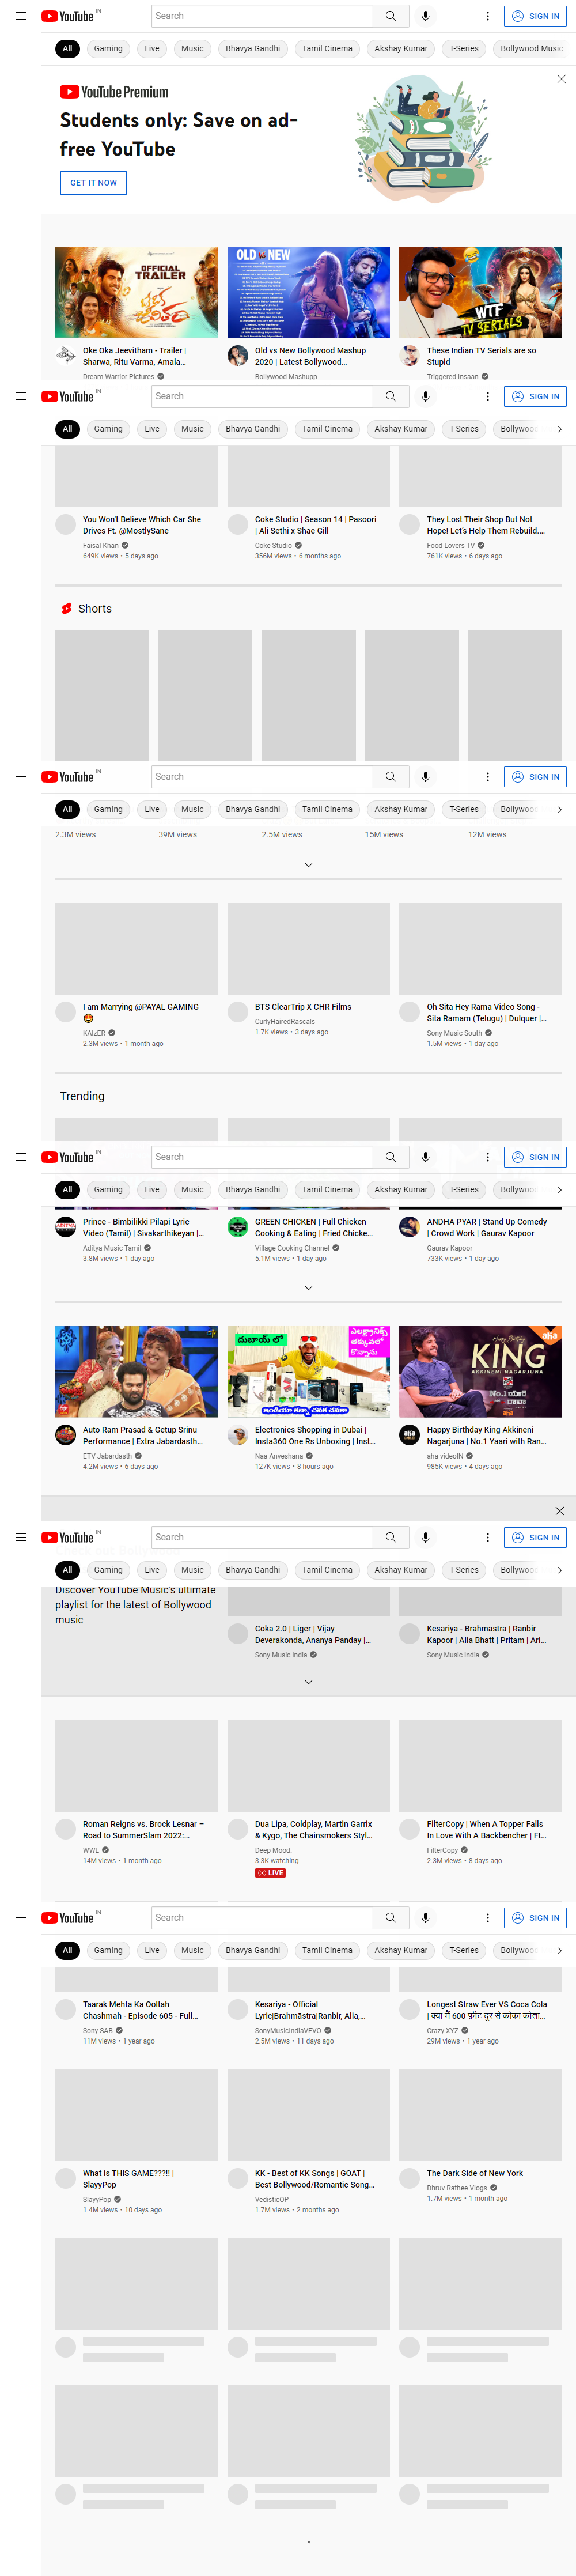 YouTube IN
Search
SIGN IN
All Gaming Live Music Bhavya Gandhi Tamil Cinema Akshay Kumar T-Series Bollywood Music
YouTube Premium
Students only: Save on ad-
free YouTube
GET IT NOW
OFFICIAL
TRAILER
OLD vs NEW
WTF
TV SERIALS
Oke Oka Jeevitham - Trailer |
Sharwa, Ritu Varma, Amala...
Dream Warrior Pictures
Old vs New Bollywood Mashup
2020 | Latest Bollywood...
Bollywood Mashupp
These Indian TV Serials are so
Stupid
Triggered Insaan
YouTube IN
Search
SIGN IN
All Gaming Live Music Bhavya Gandhi Tamil Cinema Akshay Kumar T-Series Bollywoo
You Won't Believe Which Car She
Drives Ft. @MostlySane
Faisal Khan
649K views • 5 days ago
Coke Studio | Season 14 | Pasoori
| Ali Sethi x Shae Gill
Coke Studio
356M views • 6 months ago
They Lost Their Shop But Not
Hope! Let's Help Them Rebuild....
Food Lovers TV
761K views • 6 days ago
Shorts
YouTube IN
Search
SIGN IN
All Gaming Live Music Bhavya Gandhi Tamil Cinema Akshay Kumar T-Series Bollywoo
2.3M views 39M views 2.5M views 15M views 12M views
I am Marrying @PAYAL GAMING
🤩
KAIzER
2.3M views • 1 month ago
BTS ClearTrip X CHR Films
CurlyHairedRascals
1.7K views • 3 days ago
Oh Sita Hey Rama Video Song -
Sita Ramam (Telugu) | Dulquer |...
Sony Music South
1.5M views • 1 day ago
Trending
YouTube IN
Search
SIGN IN
All Gaming Live Music Bhavya Gandhi Tamil Cinema Akshay Kumar T-Series Bollywoo
Prince - Bimbilikki Pilapi Lyric
Video (Tamil) | Sivakarthikeyan |...
Aditya Music Tamil
3.8M views • 1 day ago
GREEN CHICKEN | Full Chicken
Cooking & Eating | Fried Chicke...
Village Cooking Channel
5.1M views • 1 day ago
ANDHA PYAR | Stand Up Comedy
| Crowd Work | Gaurav Kapoor
Gaurav Kapoor
733K views • 1 day ago
దుబాయ్ లో
ఎలక్ట్రానిక్స్
తక్కువలో
కొన్నాను
Happy Birthday
KING
AKKINENI NAGARJUNA
aha
Auto Ram Prasad & Getup Srinu
Performance | Extra Jabardasth...
ETV Jabardasth
4.2M views • 6 days ago
Electronics Shopping in Dubai |
Insta360 One Rs Unboxing | Inst...
Naa Anveshana
127K views • 8 hours ago
Happy Birthday King Akkineni
Nagarjuna | No.1 Yaari with Ran...
aha videoIN
985K views • 4 days ago
YouTube IN
Search
SIGN IN
All Gaming Live Music Bhavya Gandhi Tamil Cinema Akshay Kumar T-Series Bollywoo
Discover YouTube Music's ultimate
playlist for the latest of Bollywood
music
Coka 2.0 | Liger | Vijay
Deverakonda, Ananya Panday |...
Sony Music India
Kesariya - Brahmāstra | Ranbir
Kapoor | Alia Bhatt | Pritam | Ari...
Sony Music India
Roman Reigns vs. Brock Lesnar –
Road to SummerSlam 2022:...
WWE
14M views • 1 month ago
Dua Lipa, Coldplay, Martin Garrix
& Kygo, The Chainsmokers Styl...
Deep Mood.
3.3K watching
LIVE
FilterCopy | When A Topper Falls
In Love With A Backbencher | Ft...
FilterCopy
2.3M views • 8 days ago
YouTube IN
Search
SIGN IN
All Gaming Live Music Bhavya Gandhi Tamil Cinema Akshay Kumar T-Series Bollywoo
Taarak Mehta Ka Ooltah
Chashmah - Episode 605 - Full...
Sony SAB
11M views • 1 year ago
Kesariya - Official
Lyric|Brahmāstra|Ranbir, Alia,...
SonyMusicIndiaVEVO
2.5M views • 11 days ago
Longest Straw Ever VS Coca Cola
| क्या मैं 600 फ़ीट दूर से कोका कोला...
Crazy XYZ
29M views • 1 year ago
What is THIS GAME???!! |
SlayyPop
SlayyPop
1.4M views • 10 days ago
KK - Best of KK Songs | GOAT |
Best Bollywood/Romantic Song...
VedisticOP
1.7M views • 2 months ago
The Dark Side of New York
Dhruv Rathee Vlogs
1.7M views • 1 month ago